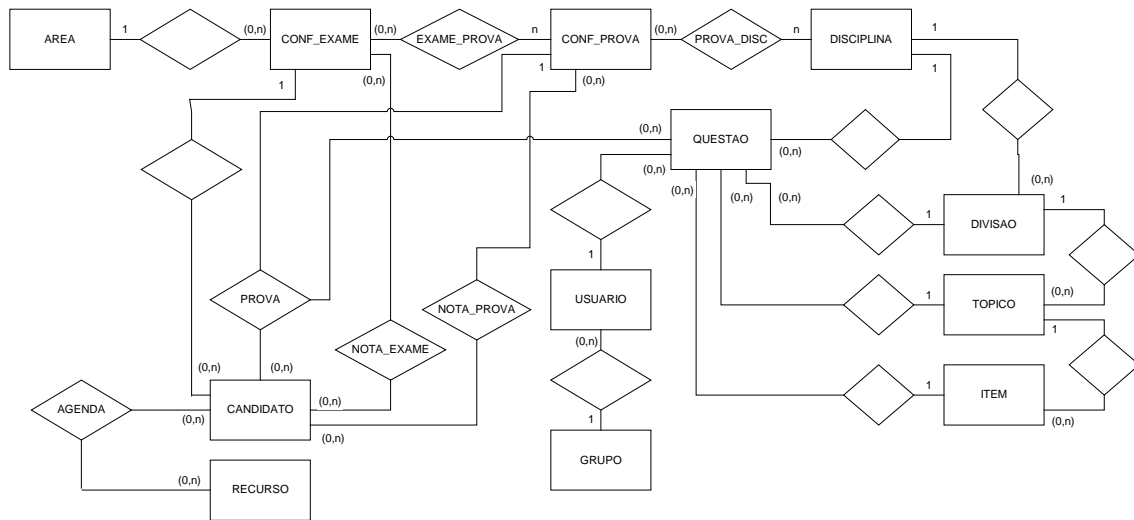 AREA
1
(0,n)
CONF_EXAME
(0,n)
EXAME_PROVA
n
CONF_PROVA
(0,n)
PROVA_DISC
n
DISCIPLINA
1
1
1
(0,n)
1
(0,n)
(0,n)
QUESTAO
(0,n)
(0,n)
(0,n)
(0,n)
(0,n)
(0,n)
1
DIVISAO
1
1
USUARIO
(0,n)
PROVA
NOTA_PROVA
1
TOPICO
(0,n)
1
NOTA_EXAME
(0,n)
(0,n)
AGENDA
(0,n)
CANDIDATO
(0,n)
(0,n)
1
GRUPO
1
ITEM
(0,n)
(0,n)
RECURSO